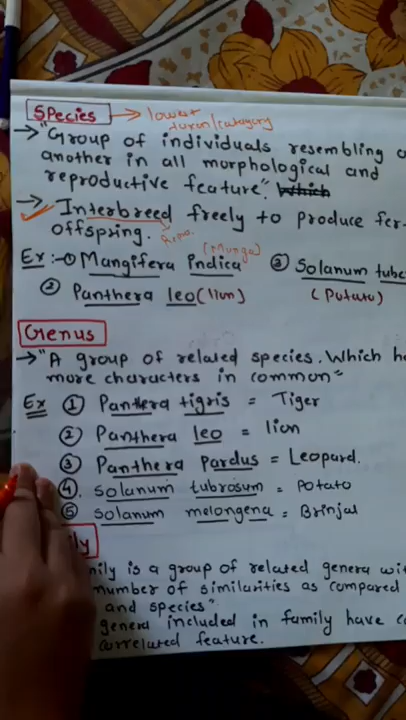 Species → lowest
taxon/category
→ "Group of individuals resembling
another in all morphological and
reproductive feature".
→ Interbreed freely to produce fer-
offspring.
(Mango)
Ex:-① Mangifera indica ③ Solanum tube
② Panthera leo (lion) (Potato)
Genus
→ "A group of related species. Which h
more characters in common"
Ex ① Panthera tigris = Tiger
② Panthera leo = lion
③ Panthera Pardus = Leopard.
④. Solanum tubrosum = Potato
⑤ Solanum melongena = Brinjal
ly
mily is a group of related genera wi
number of similarities as compared
and species"
genera included in family have c
correlated feature.